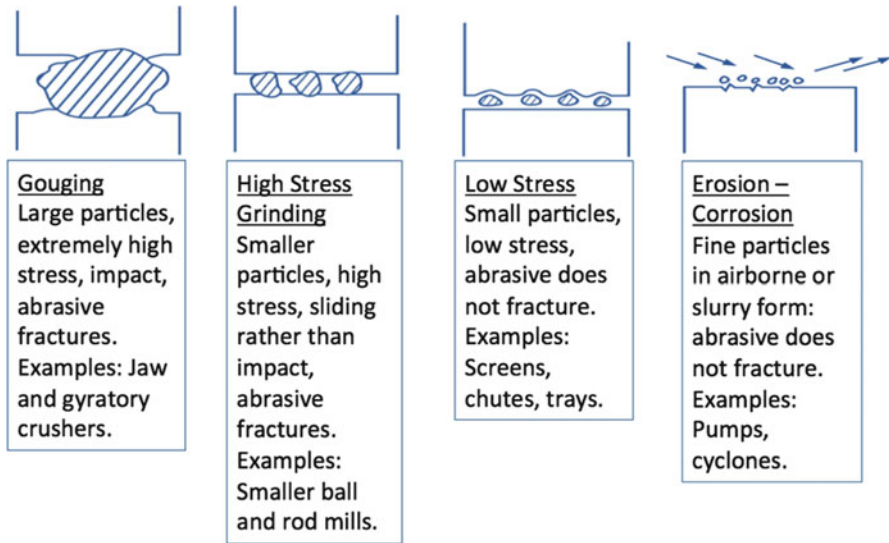 Gouging
Large particles,
extremely high
stress, impact,
abrasive
fractures.
Examples: Jaw
and gyratory
crushers.
High Stress
Grinding
Smaller
particles, high
stress, sliding
rather than
impact,
abrasive
fractures.
Examples:
Smaller ball
and rod mills.
Low Stress
Small particles,
low stress,
abrasive does
not fracture.
Examples:
Screens,
chutes, trays.
Erosion –
Corrosion
Fine particles
in airborne or
slurry form:
abrasive does
not fracture.
Examples:
Pumps,
cyclones.